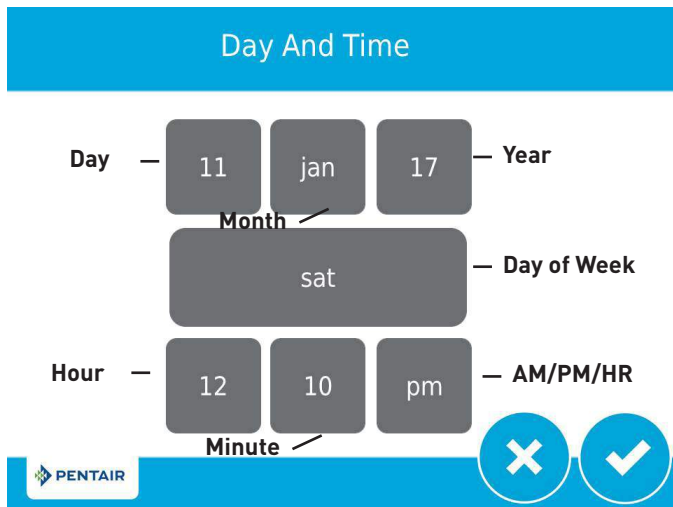 Day And Time
Day 11 jan 17 Year
Month
sat Day of Week
Hour 12 10 pm AM/PM/HR
Minute
PENTAIR